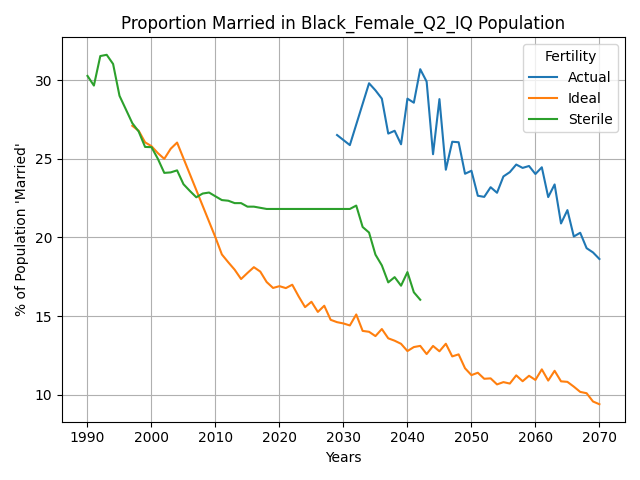 Proportion Married in Black_Female_Q2_IQ Population
% of Population 'Married'
Fertility
Actual
Ideal
Sterile
30
25
20
15
10
1990 2000 2010 2020 2030 2040 2050 2060 2070
Years